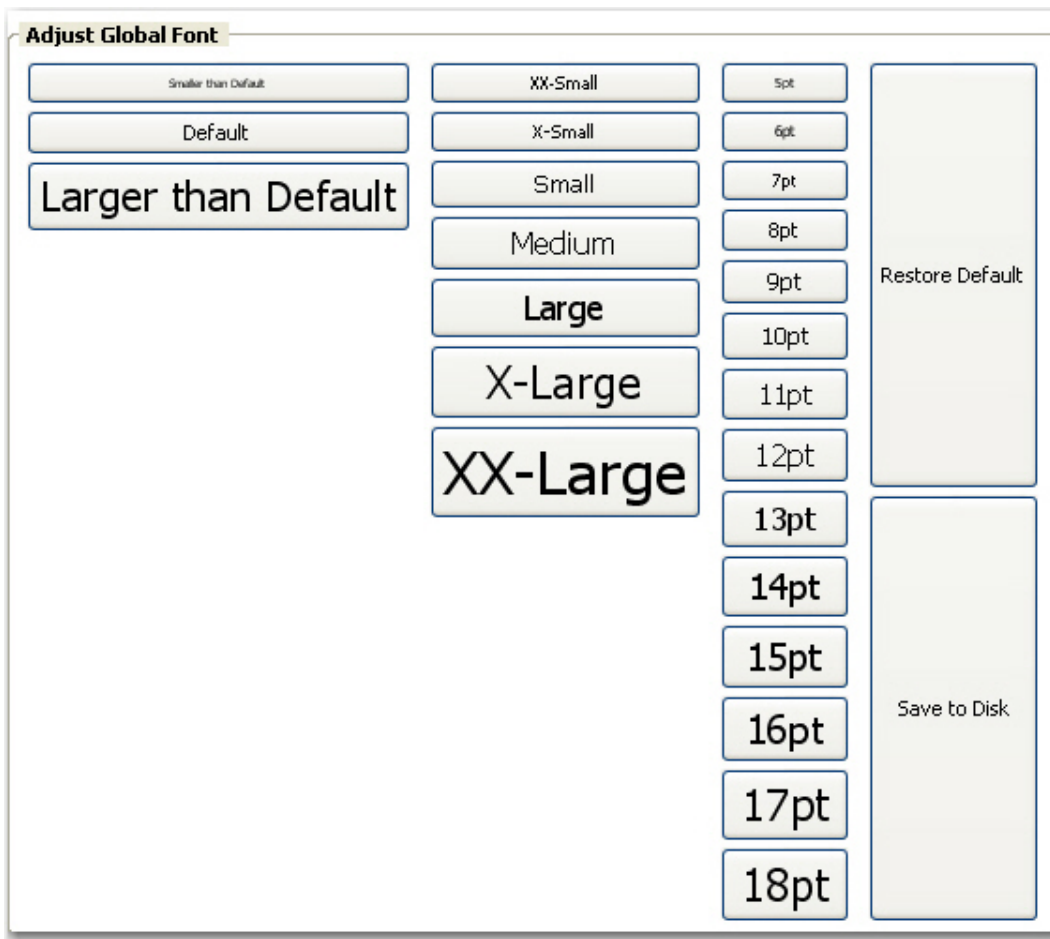 Adjust Global Font
Smaller than Default
Default
Larger than Default
XX-Small
X-Small
Small
Medium
Large
X-Large
XX-Large
5pt
6pt
7pt
8pt
9pt
10pt
11pt
12pt
13pt
14pt
15pt
16pt
17pt
18pt
Restore Default
Save to Disk